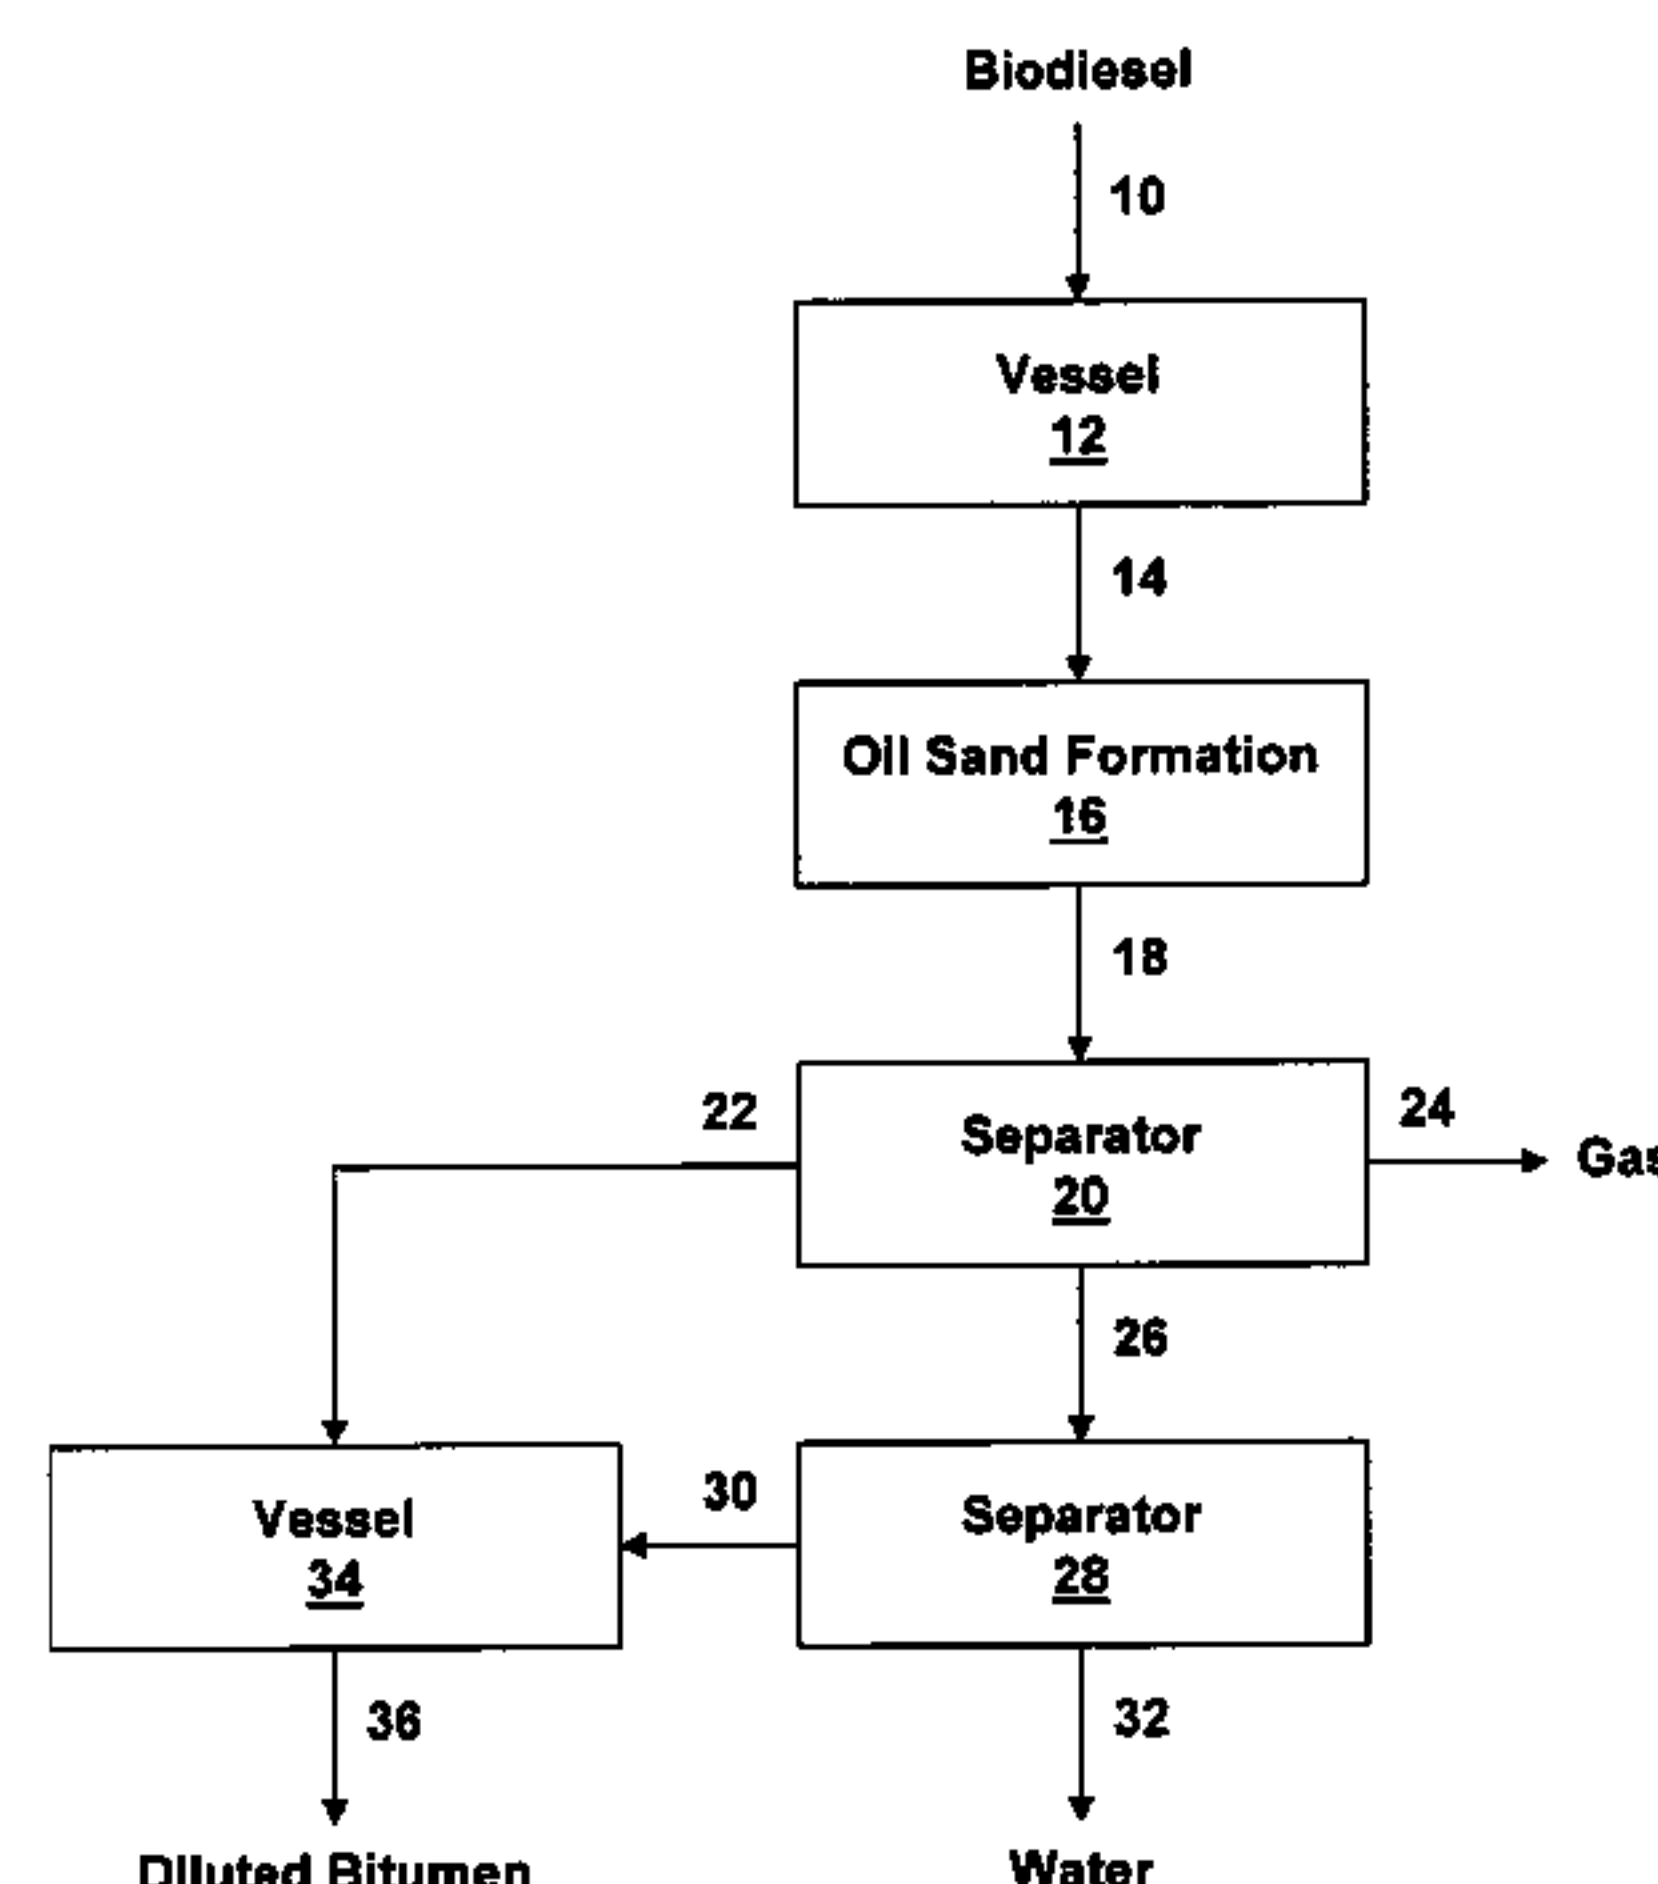 Biodiesel
10
Vessel
12
14
Oil Sand Formation
16
18
22
Separator
20
24
Gas
26
Vessel
34
30
Separator
28
36
32
Diluted Bitumen
Water